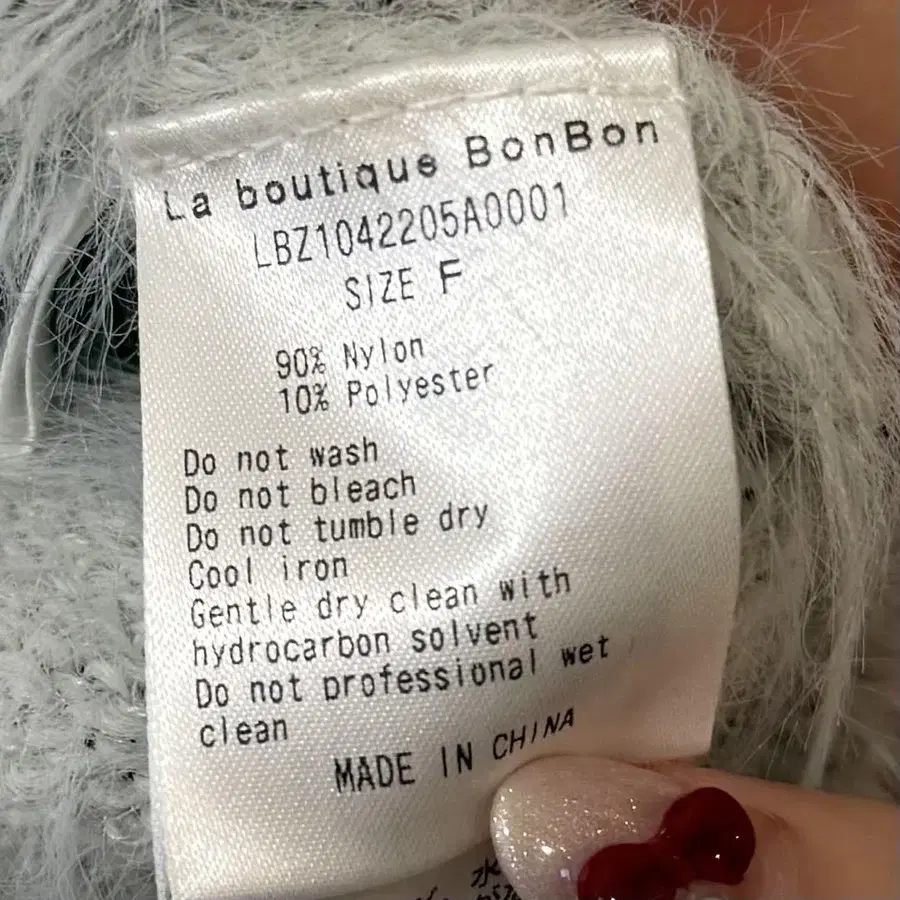 La boutique BonBon
LBZ1042205A0001
SIZE F
90% Nylon
10% Polyester
Do not wash
Do not bleach
Do not tumble dry
Cool iron
Gentle dry clean with
hydrocarbon solvent
Do not professional wet
clean
MADE IN CHINA
水